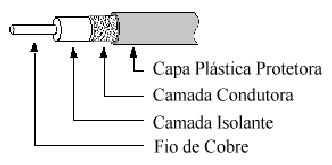 Capa Plástica Protetora
Camada Condutora
Camada Isolante
Fio de Cobre